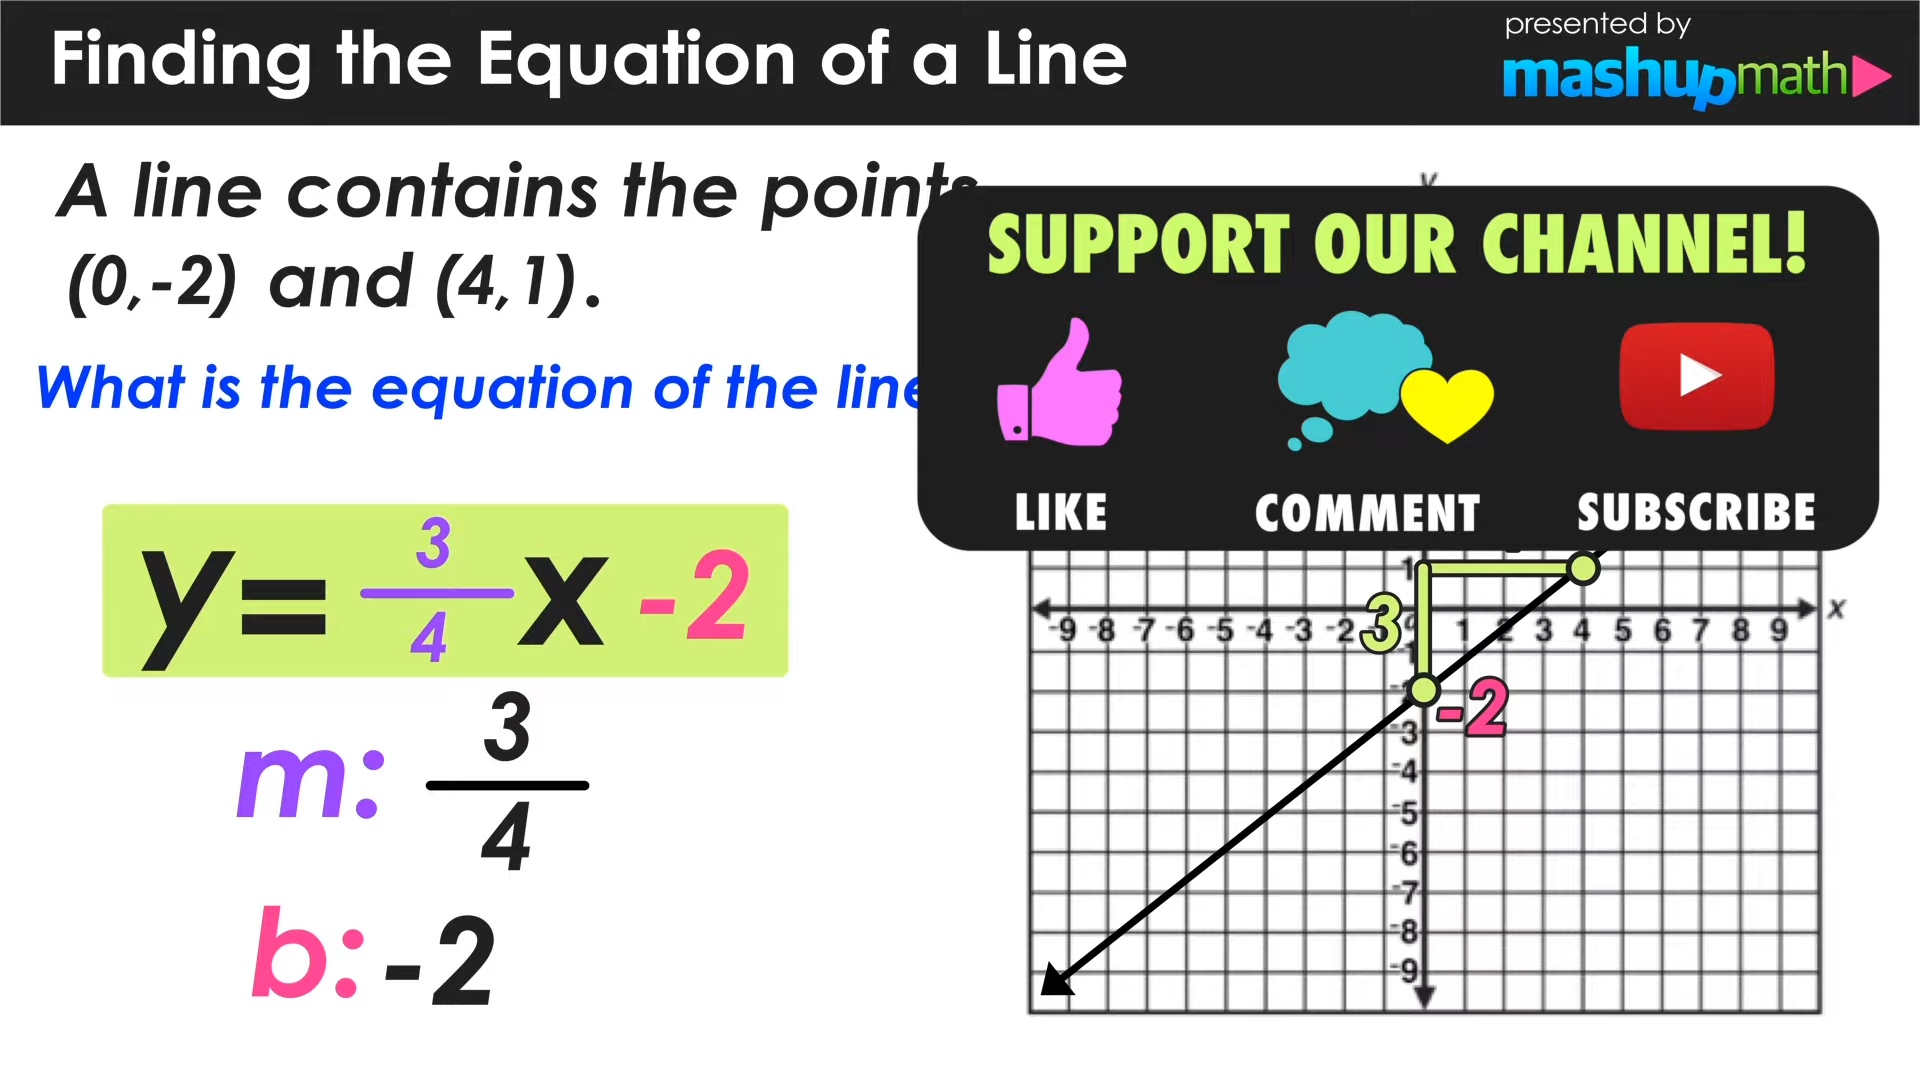 Finding the Equation of a Line
presented by
mashupmath
A line contains the points
(0,-2) and (4,1).
What is the equation of the line
SUPPORT OUR CHANNEL!
LIKE COMMENT SUBSCRIBE
y= 3/4 x -2
m: 3/4
b: -2
y
x
1
3
-9 -8 -7 -6 -5 -4 -3 -2 1 2 3 4 5 6 7 8 9
-1
-2
-3
-4
-5
-6
-7
-8
-9